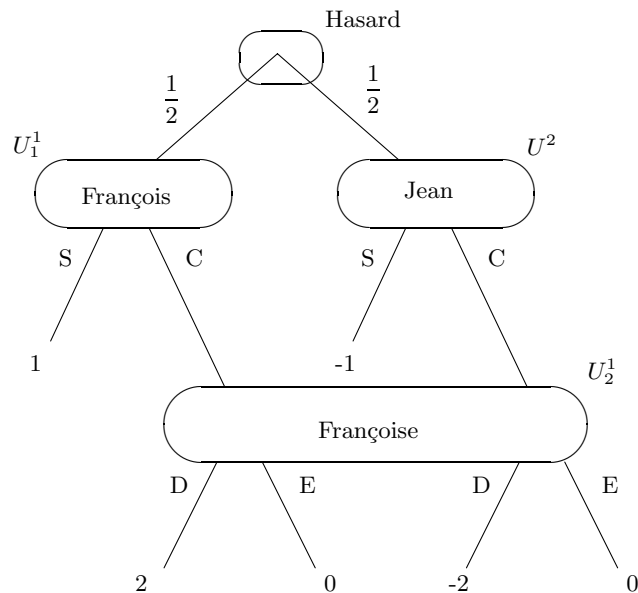 Hasard
1/2 1/2
U_1^1 U^2
François Jean
S C S C
1 -1
U_2^1
Françoise
D E D E
2 0 -2 0